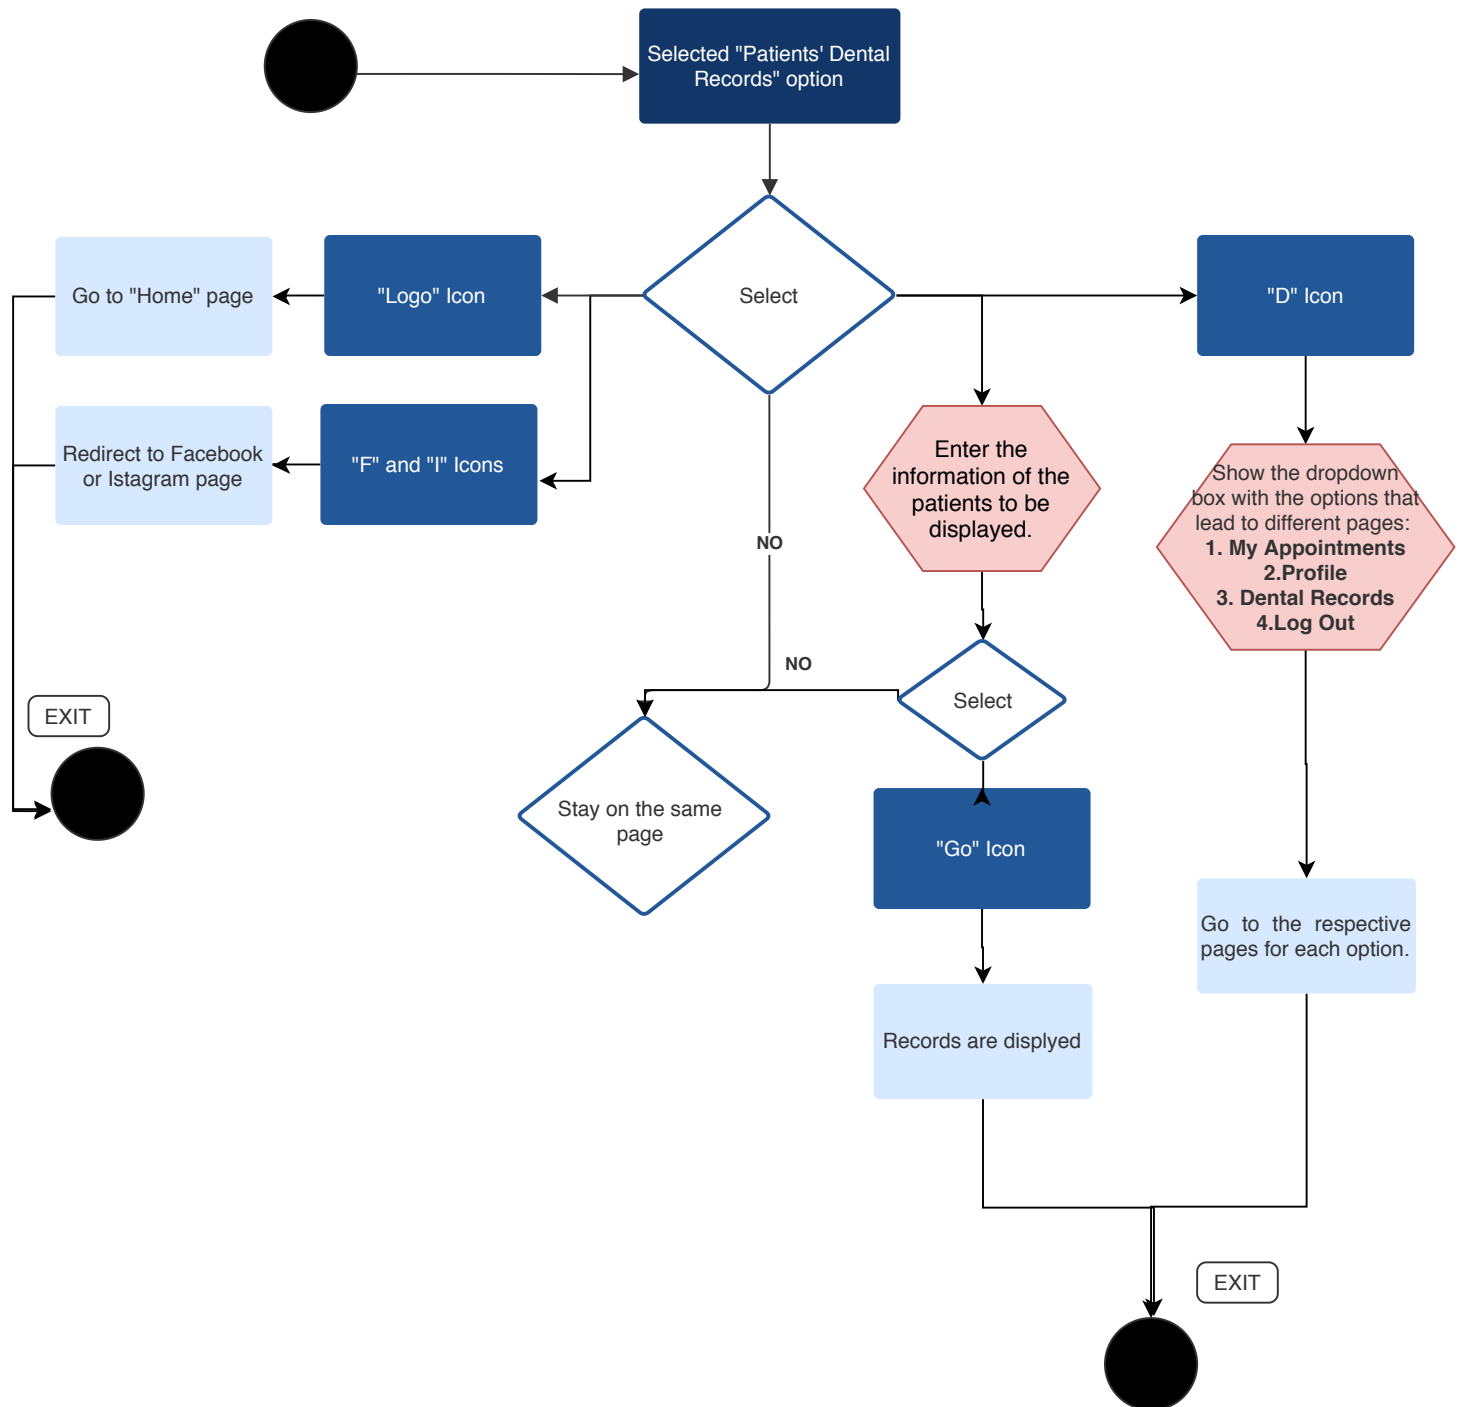 Selected "Patients' Dental
Records" option
Go to "Home" page
"Logo" Icon
Select
"D" Icon
Redirect to Facebook
or Istagram page
"F" and "I" Icons
Enter the
information of the
patients to be
displayed.
Show the dropdown
box with the options that
lead to different pages:
1. My Appointments
2.Profile
3. Dental Records
4.Log Out
NO
NO
Select
EXIT
Stay on the same
page
"Go" Icon
Go to the respective
pages for each option.
Records are displyed
EXIT